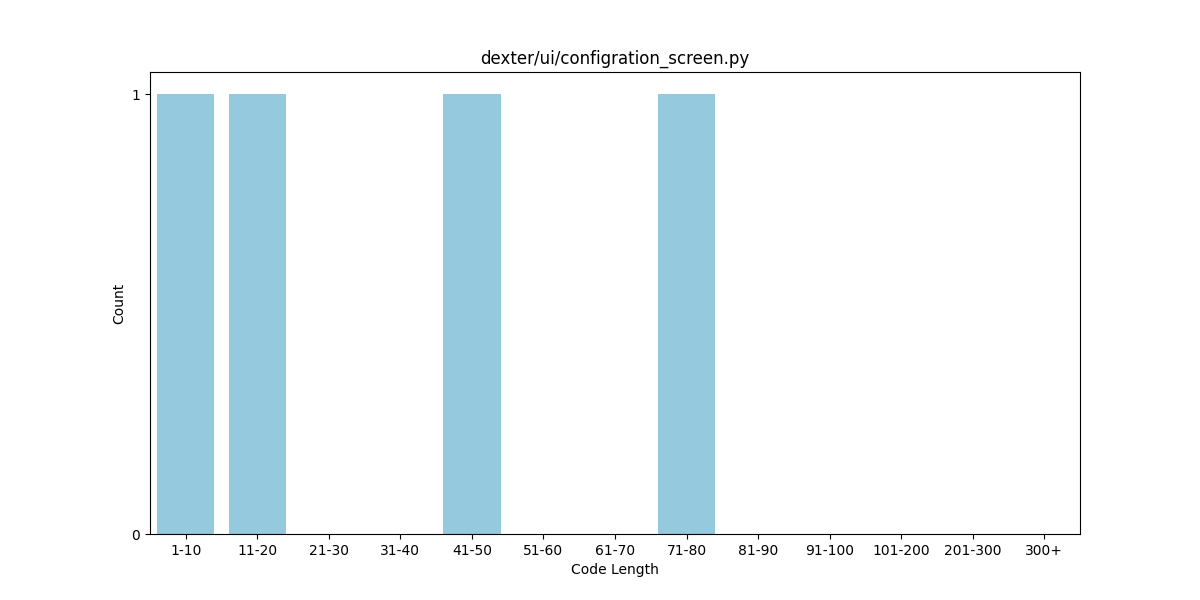 dexter/ui/configration_screen.py
Count
1
0
1-10 11-20 21-30 31-40 41-50 51-60 61-70 71-80 81-90 91-100 101-200 201-300 300+
Code Length